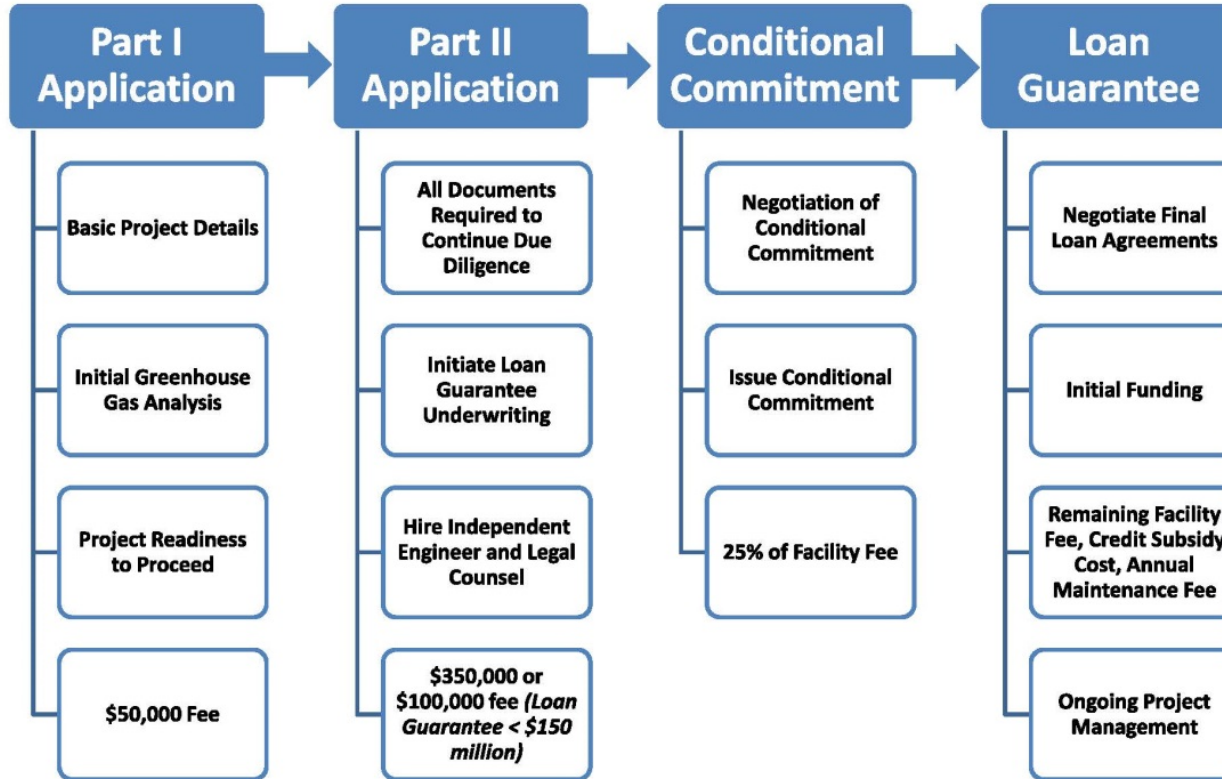 Part I
Application
Basic Project Details
Initial Greenhouse
Gas Analysis
Project Readiness
to Proceed
$50,000 Fee
Part II
Application
All Documents
Required to
Continue Due
Diligence
Initiate Loan
Guarantee
Underwriting
Hire Independent
Engineer and Legal
Counsel
$350,000 or
$100,000 fee (Loan
Guarantee < $150
million)
Conditional
Commitment
Negotiation of
Conditional
Commitment
Issue Conditional
Commitment
25% of Facility Fee
Loan
Guarantee
Negotiate Final
Loan Agreements
Initial Funding
Remaining Facility
Fee, Credit Subsidy
Cost, Annual
Maintenance Fee
Ongoing Project
Management